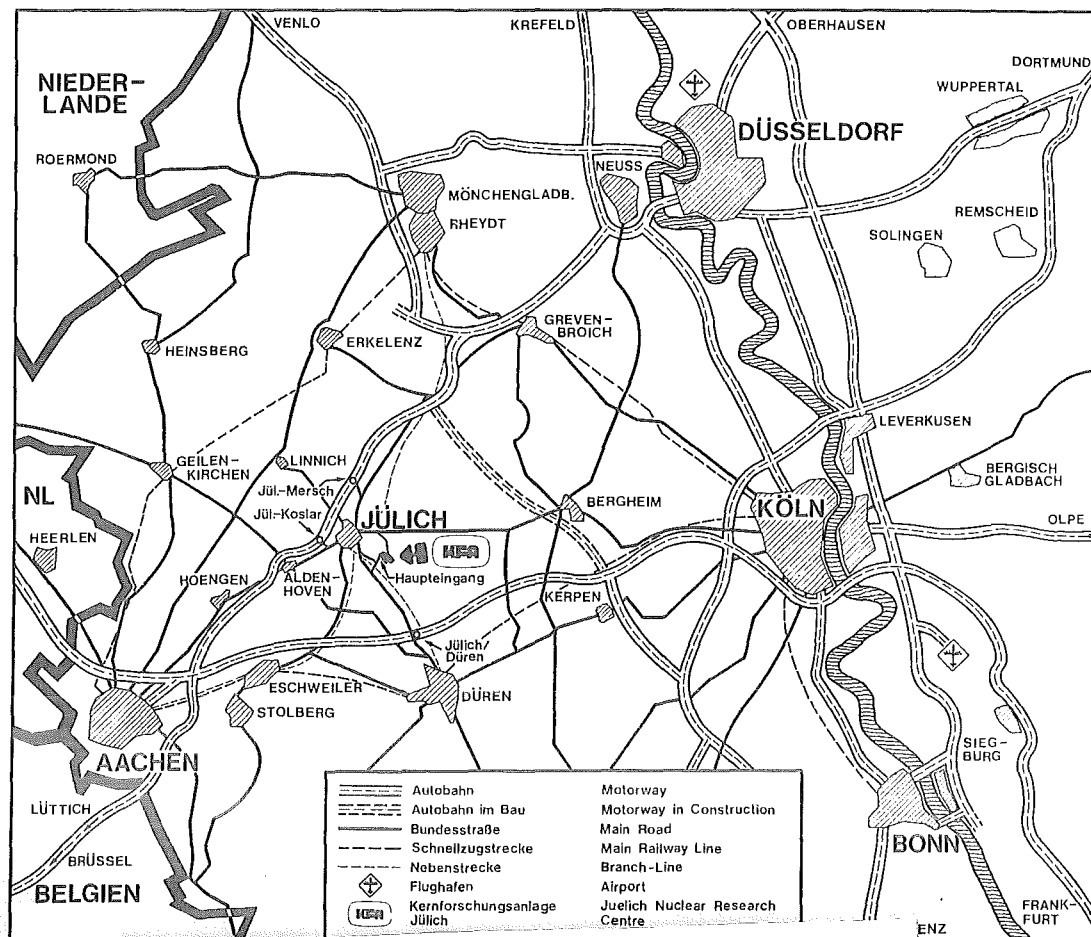 VENLO
KREFELD
OBERHAUSEN
DORTMUND
NIEDER-
LANDE
WUPPERTAL
DÜSSELDORF
ROERMOND
NEUSS
MÖNCHENGLADB.
RHEYDT
REMSCHEID
SOLINGEN
GREVEN-
BROICH
ERKELENZ
HEINSBERG
LEVERKUSEN
GEILEN-
KIRCHEN
LINNICH
BERGISCH
GLADBACH
NL
Jül.-Mersch
BERGHEIM
KÖLN
Jül.-Koslar
JÜLICH
OLPE
HEERLEN
KFA
Haupteingang
HOENGEN
ALDEN-
HOVEN
KERPEN
Jülich/
Düren
ESCHWEILER
DÜREN
STOLBERG
SIEG-
BURG
AACHEN
LÜTTICH
BONN
BRÜSSEL
BELGIEN
FRANK-
FURT
ENZ
Autobahn Motorway
Autobahn im Bau Motorway in Construction
Bundesstraße Main Road
Schnellzugstrecke Main Railway Line
Nebenstrecke Branch-Line
Flughafen Airport
KFA Kernforschungsanlage Juelich Nuclear Research
Jülich Centre